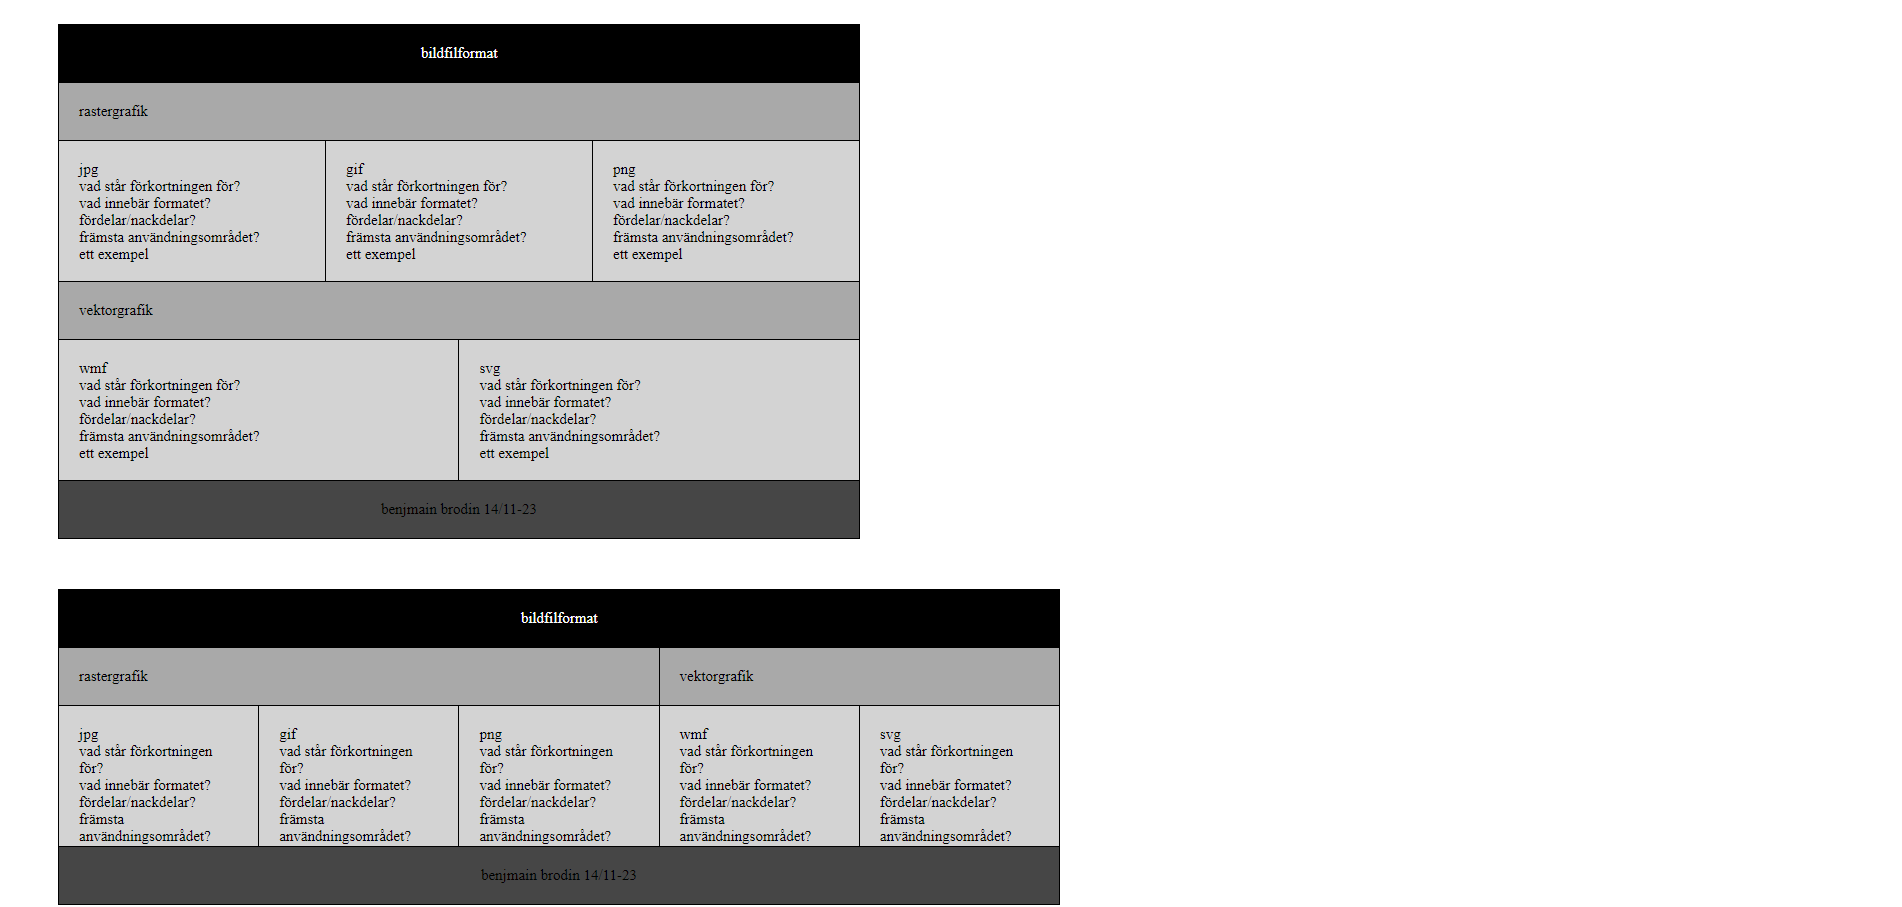 bildfilformat
rastergrafik
jpg
vad står förkortningen för?
vad innebär formatet?
fördelar/nackdelar?
främsta användningsområdet?
ett exempel
gif
vad står förkortningen för?
vad innebär formatet?
fördelar/nackdelar?
främsta användningsområdet?
ett exempel
png
vad står förkortningen för?
vad innebär formatet?
fördelar/nackdelar?
främsta användningsområdet?
ett exempel
vektorgrafik
wmf
vad står förkortningen för?
vad innebär formatet?
fördelar/nackdelar?
främsta användningsområdet?
ett exempel
svg
vad står förkortningen för?
vad innebär formatet?
fördelar/nackdelar?
främsta användningsområdet?
ett exempel
benjmain brodin 14/11-23
bildfilformat
rastergrafik
vektorgrafik
jpg
vad står förkortningen
för?
vad innebär formatet?
fördelar/nackdelar?
främsta
användningsområdet?
gif
vad står förkortningen
för?
vad innebär formatet?
fördelar/nackdelar?
främsta
användningsområdet?
png
vad står förkortningen
för?
vad innebär formatet?
fördelar/nackdelar?
främsta
användningsområdet?
wmf
vad står förkortningen
för?
vad innebär formatet?
fördelar/nackdelar?
främsta
användningsområdet?
svg
vad står förkortningen
för?
vad innebär formatet?
fördelar/nackdelar?
främsta
användningsområdet?
benjmain brodin 14/11-23